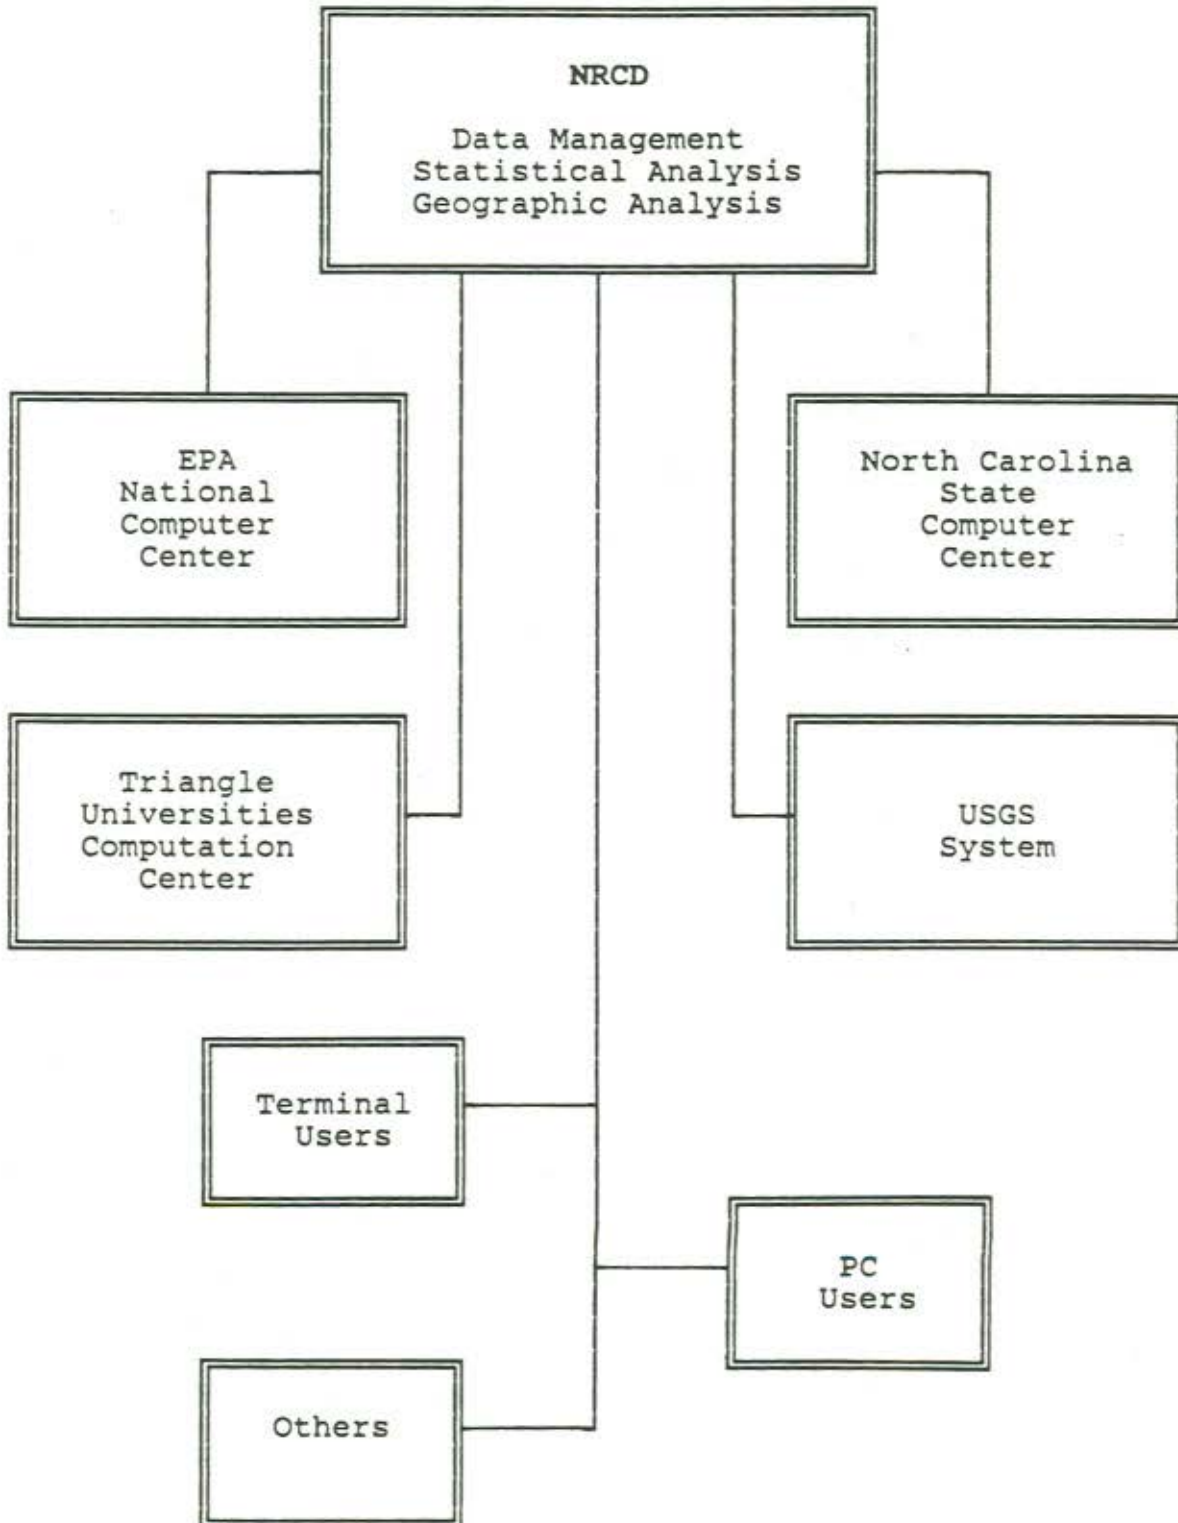 NRCD
Data Management
Statistical Analysis
Geographic Analysis
EPA
National
Computer
Center
North Carolina
State
Computer
Center
Triangle
Universities
Computation
Center
USGS
System
Terminal
Users
PC
Users
Others